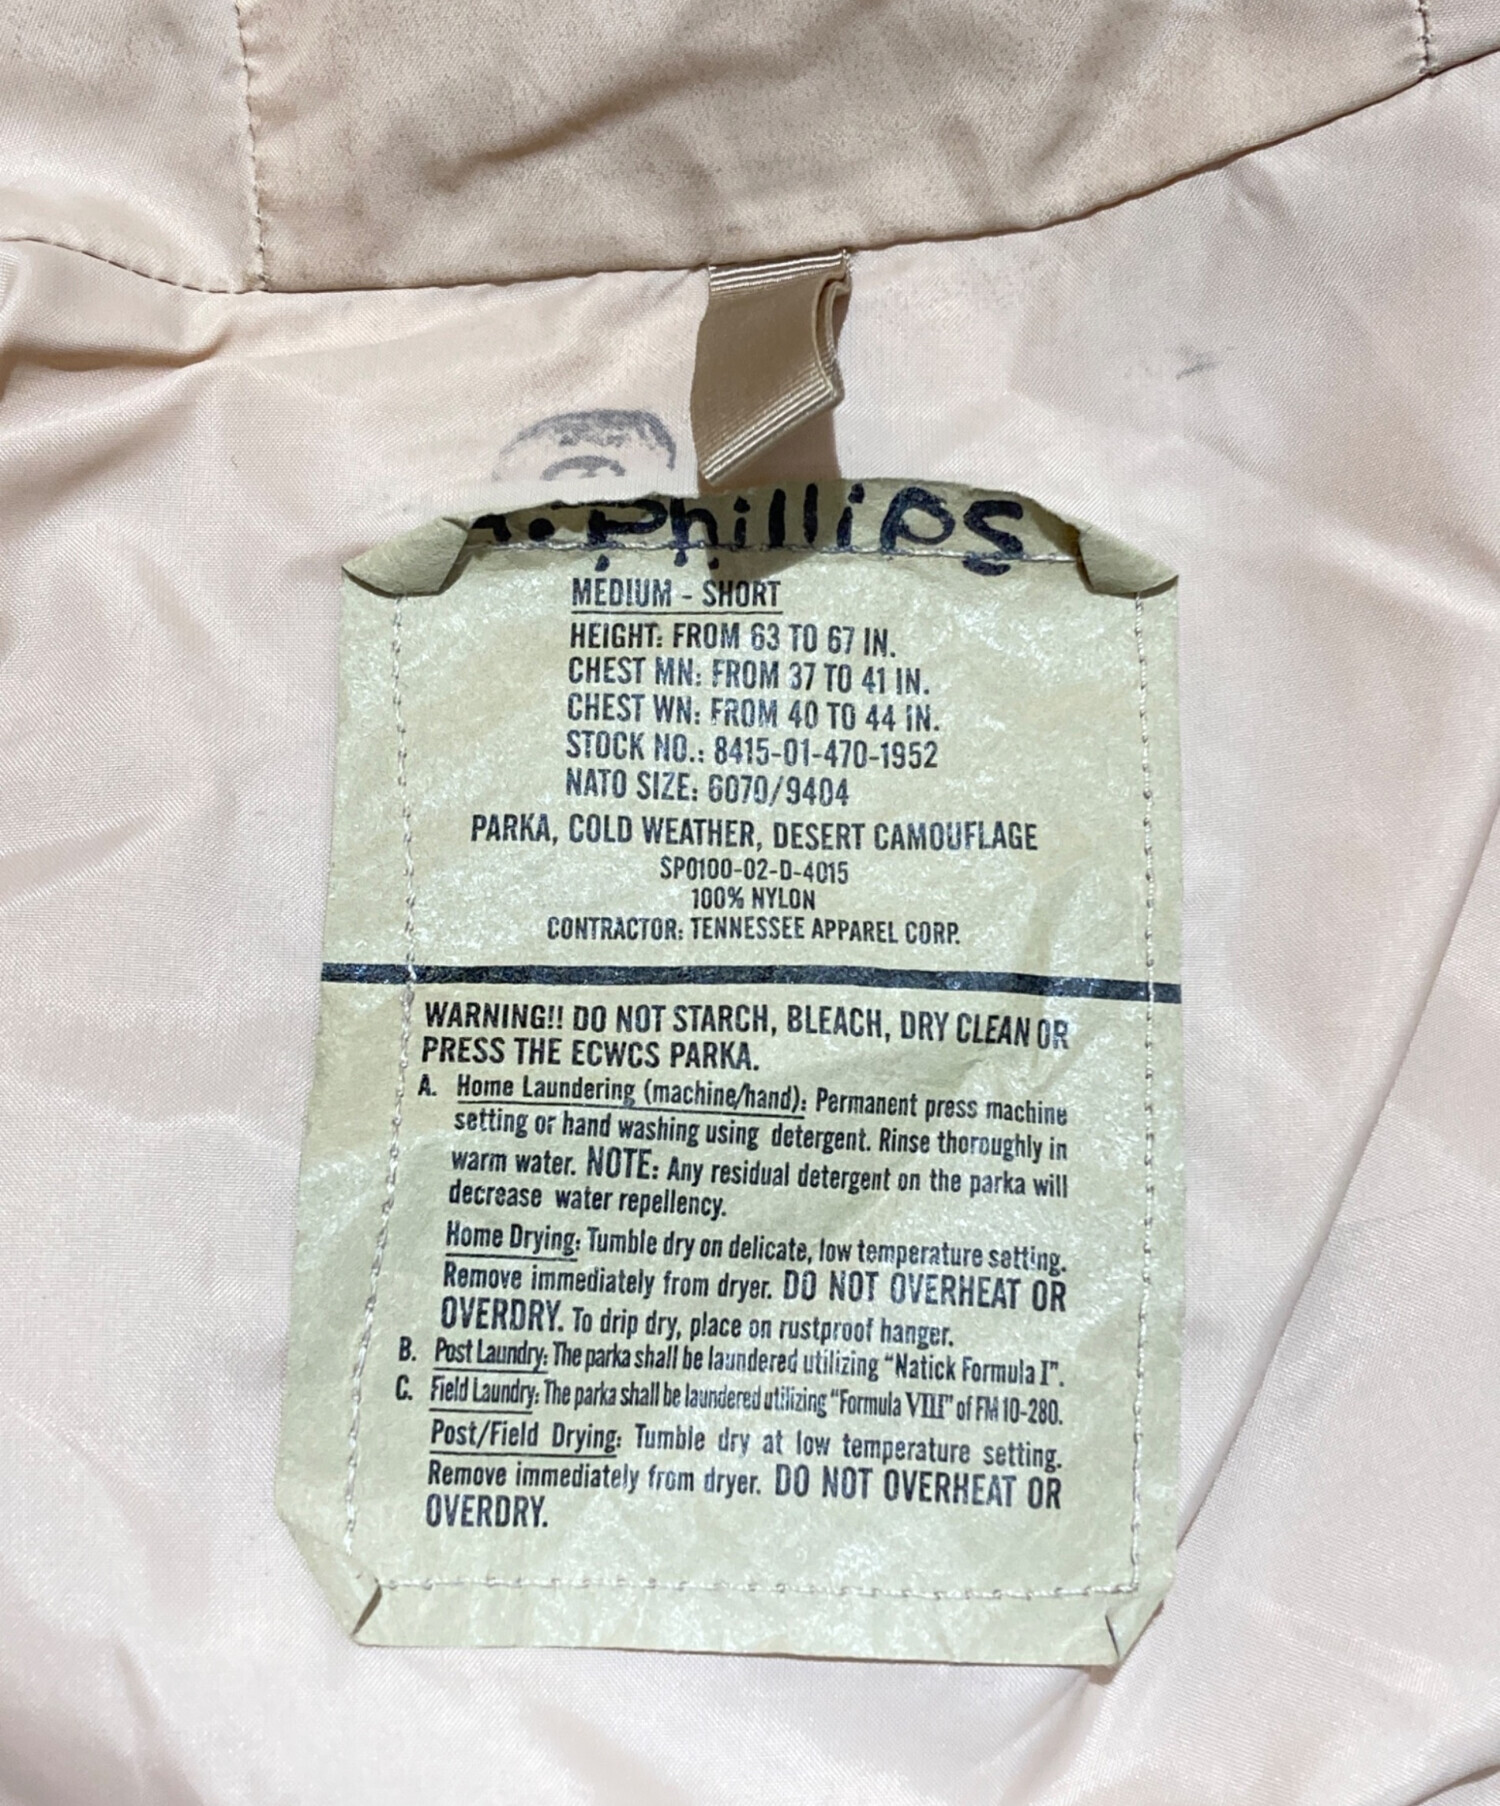 Phillips
MEDIUM - SHORT
HEIGHT: FROM 63 TO 67 IN.
CHEST MN: FROM 37 TO 41 IN.
CHEST WN: FROM 40 TO 44 IN.
STOCK NO.: 8415-01-470-1952
NATO SIZE: 6070/9404
PARKA, COLD WEATHER, DESERT CAMOUFLAGE
SP0100-02-D-4015
100% NYLON
CONTRACTOR: TENNESSEE APPAREL CORP.
WARNING!! DO NOT STARCH, BLEACH, DRY CLEAN OR
PRESS THE ECWCS PARKA.
A. Home Laundering (machine/hand): Permanent press machine
setting or hand washing using detergent. Rinse thoroughly in
warm water. NOTE: Any residual detergent on the parka will
decrease water repellency.
Home Drying: Tumble dry on delicate, low temperature setting.
Remove immediately from dryer. DO NOT OVERHEAT OR
OVERDRY. To drip dry, place on rustproof hanger.
B. Post Laundry: The parka shall be laundered utilizing “Natick Formula I”.
C. Field Laundry: The parka shall be laundered utilizing “Formula VIII” of FM 10-280.
Post/Field Drying: Tumble dry at low temperature setting.
Remove immediately from dryer. DO NOT OVERHEAT OR
OVERDRY.